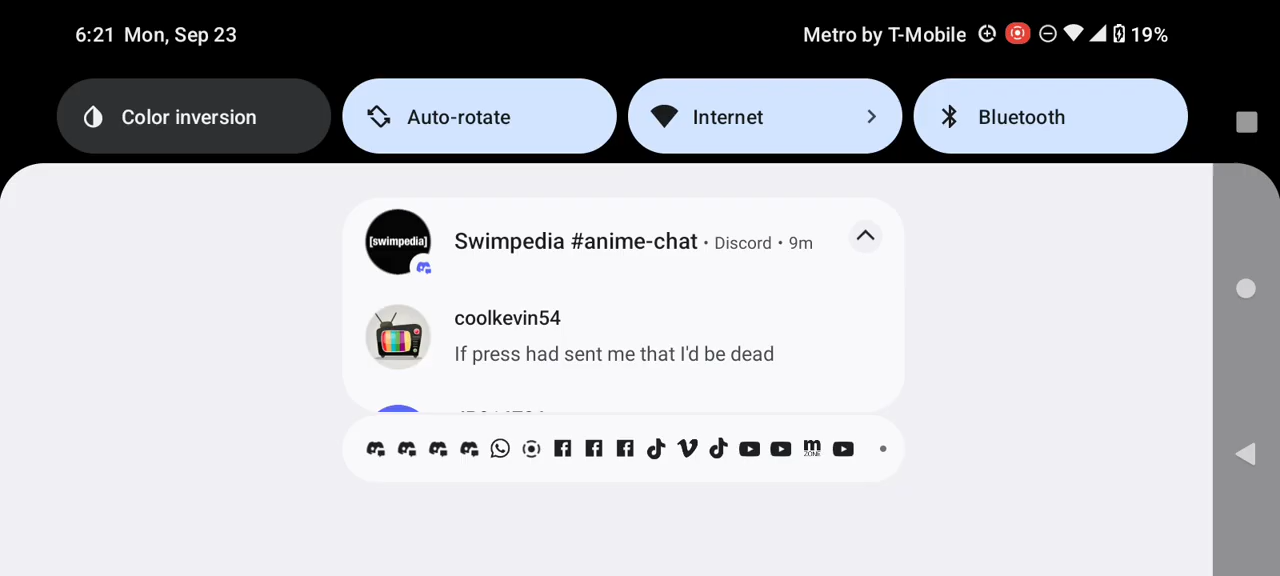 6:21 Mon, Sep 23
Metro by T-Mobile 19%
Color inversion
Auto-rotate
Internet
Bluetooth
[swimpedia]
Swimpedia #anime-chat • Discord • 9m
coolkevin54
If press had sent me that I'd be dead
m ZONE